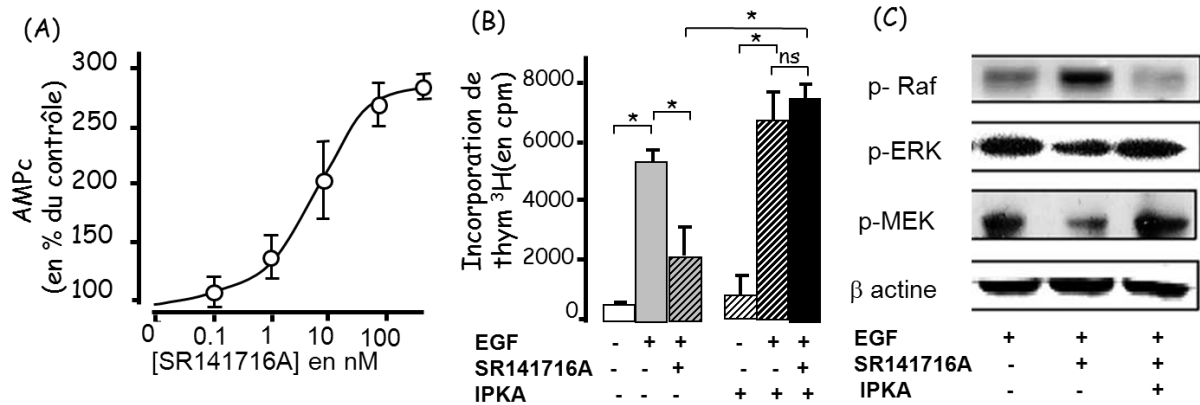 (A)
AMPc
(en % du contrôle)
300
250
200
150
100
0 0.1 1 10 100
[SR141716A] en nM
(B)
Incorporation de
thym ³H(en cpm)
8000
6000
4000
2000
0
* * * ns *
EGF - + + - + +
SR141716A - - + - - +
IPKA - - - + + +
(C)
p- Raf
p-ERK
p-MEK
β actine
EGF + + +
SR141716A - + +
IPKA - - +